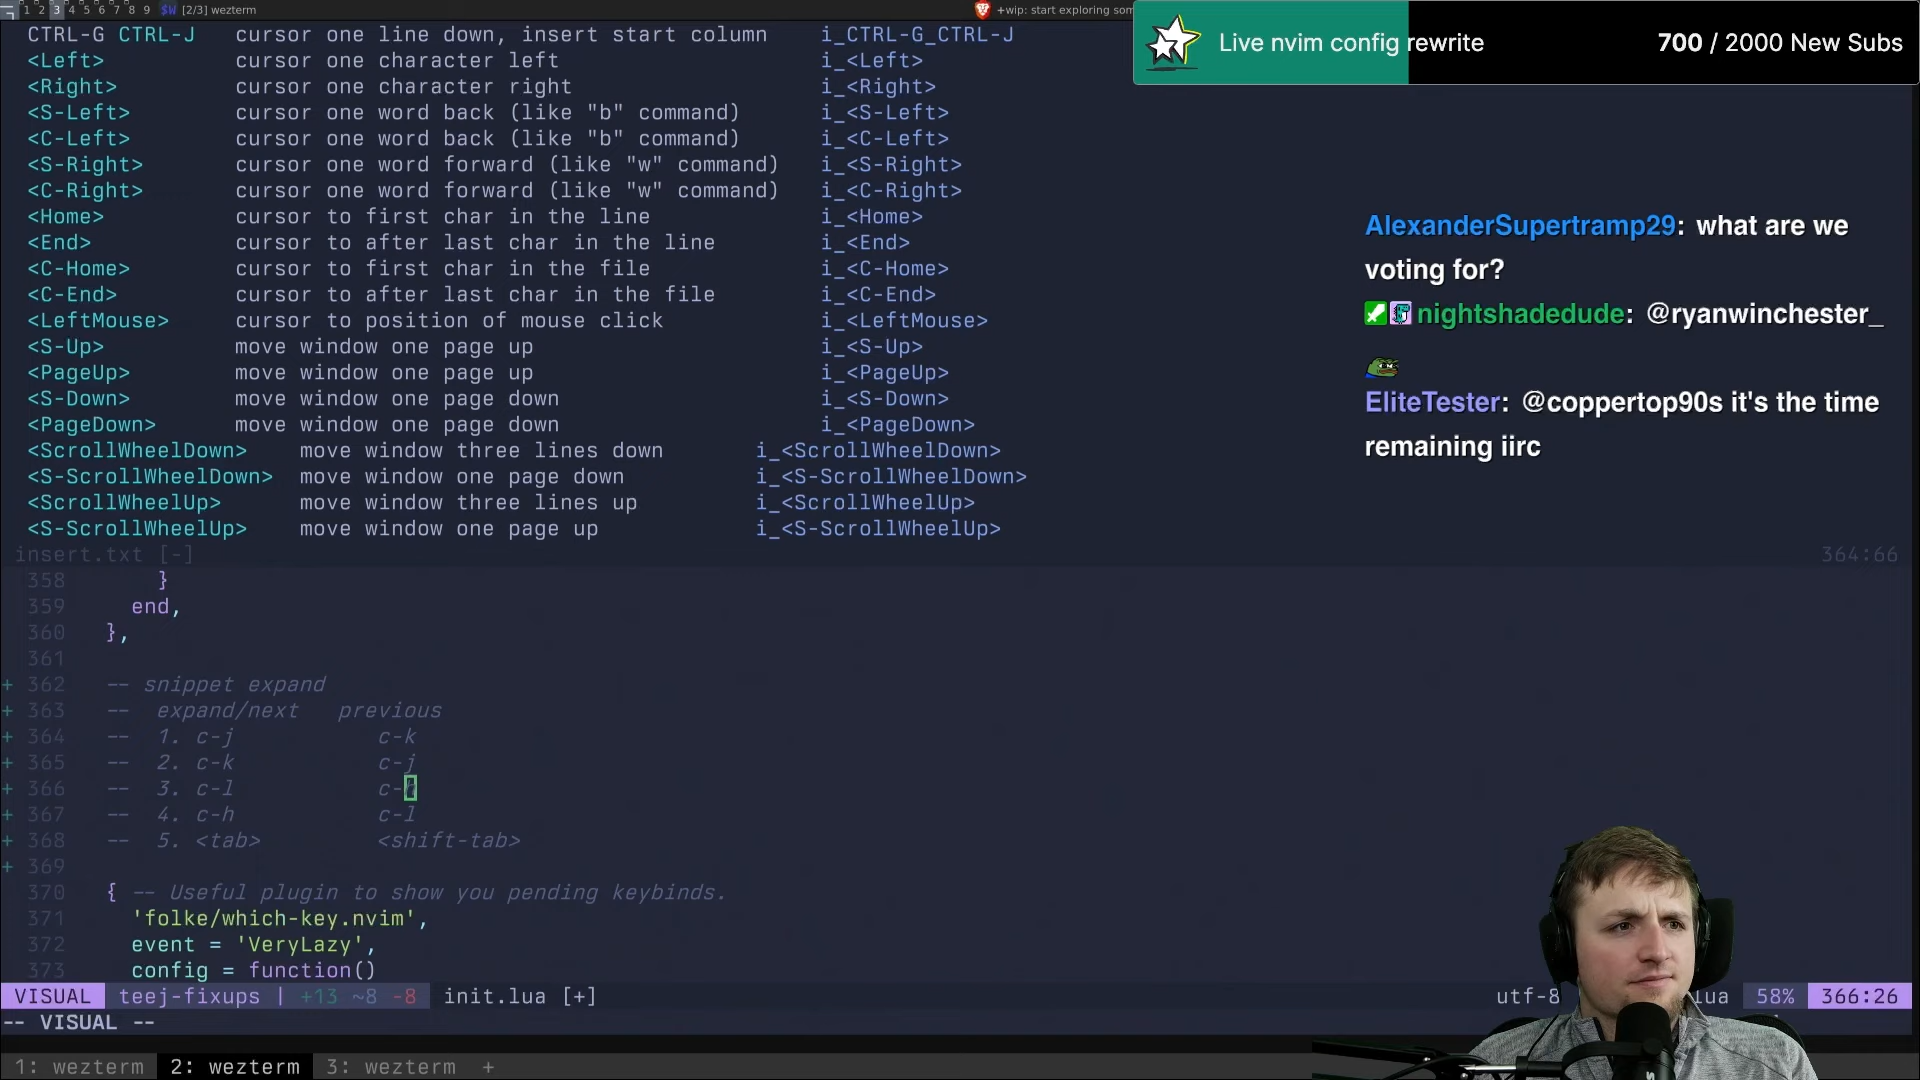 1 2 3 4 5 6 7 8 9 $W [2/3] wezterm
+wip: start exploring som
CTRL-G CTRL-J cursor one line down, insert start column i_CTRL-G_CTRL-J
<Left> cursor one character left i_<Left>
<Right> cursor one character right i_<Right>
<S-Left> cursor one word back (like "b" command) i_<S-Left>
<C-Left> cursor one word back (like "b" command) i_<C-Left>
<S-Right> cursor one word forward (like "w" command) i_<S-Right>
<C-Right> cursor one word forward (like "w" command) i_<C-Right>
<Home> cursor to first char in the line i_<Home>
<End> cursor to after last char in the line i_<End>
<C-Home> cursor to first char in the file i_<C-Home>
<C-End> cursor to after last char in the file i_<C-End>
<LeftMouse> cursor to position of mouse click i_<LeftMouse>
<S-Up> move window one page up i_<S-Up>
<PageUp> move window one page up i_<PageUp>
<S-Down> move window one page down i_<S-Down>
<PageDown> move window one page down i_<PageDown>
<ScrollWheelDown> move window three lines down i_<ScrollWheelDown>
<S-ScrollWheelDown> move window one page down i_<S-ScrollWheelDown>
<ScrollWheelUp> move window three lines up i_<ScrollWheelUp>
<S-ScrollWheelUp> move window one page up i_<S-ScrollWheelUp>
insert.txt [-] 364:66
Live nvim config rewrite 700 / 2000 New Subs
AlexanderSupertramp29: what are we
voting for?
nightshadedude: @ryanwinchester_
EliteTester: @coppertop90s it's the time
remaining iirc
358 }
359 end,
360 },
361
+ 362 -- snippet expand
+ 363 -- expand/next previous
+ 364 -- 1. c-j c-k
+ 365 -- 2. c-k c-j
+ 366 -- 3. c-l c-h
+ 367 -- 4. c-h c-l
+ 368 -- 5. <tab> <shift-tab>
+ 369
370 { -- Useful plugin to show you pending keybinds.
371 'folke/which-key.nvim',
372 event = 'VeryLazy',
373 config = function()
VISUAL teej-fixups | +13 ~8 -8 init.lua [+] utf-8 lua 58% 366:26
-- VISUAL --
1: wezterm 2: wezterm 3: wezterm +